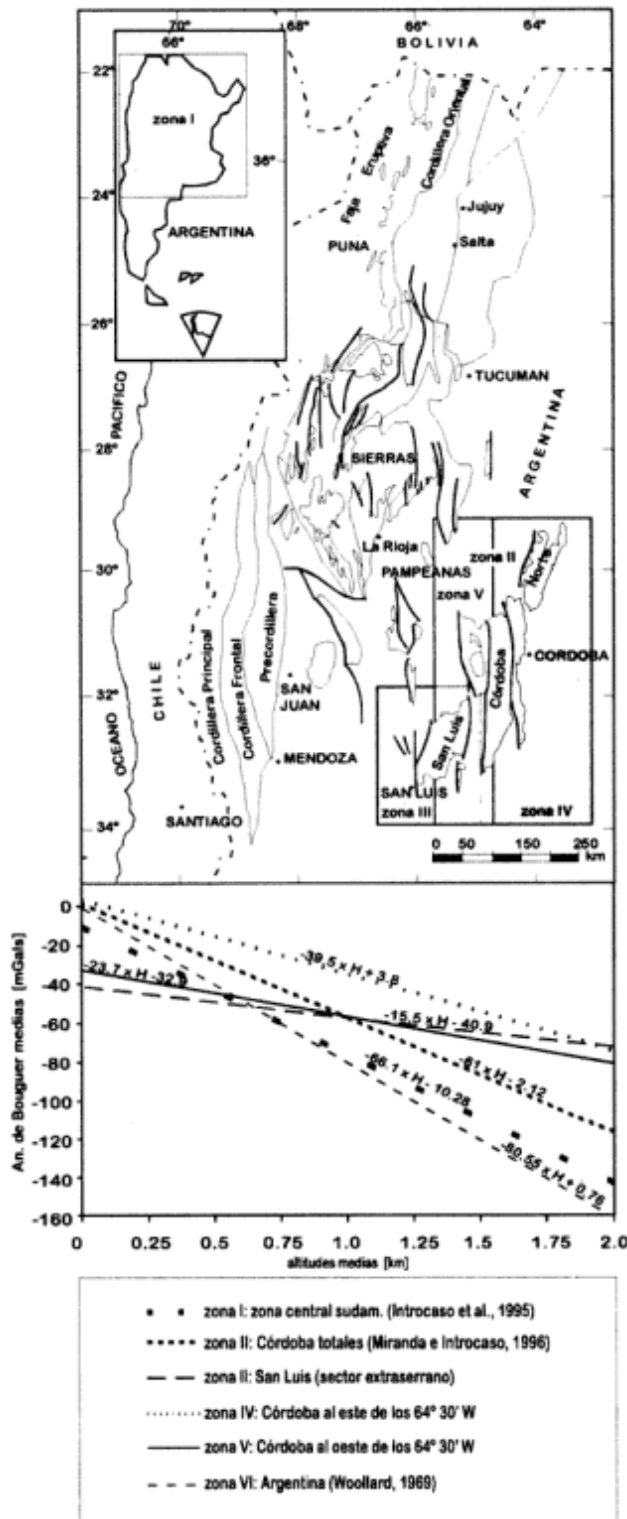 70°
68°
66°
64°
66°
BOLIVIA
22°
zona I
36°
24°
ARGENTINA
Faja Eruptiva
Cordillera Oriental
Jujuy
Salta
PUNA
26°
TUCUMAN
PACIFICO
ARGENTINA
28°
SIERRAS
La Rioja
PAMPEANAS
zona II
Norte
zona V
30°
Cordillera Principal
Cordillera Frontal
Precordillera
CORDOBA
Córdoba
OCEANO
CHILE
SAN
JUAN
32°
San Luis
MENDOZA
SAN LUIS
SANTIAGO
zona III
zona IV
34°
0 50 150 250
km
An. de Bouguer medias [mGals]
0
-20
-40
-60
-80
-100
-120
-140
-160
-39.5 x H + 3.8
-23.7 x H -32.9
-15.5 x H - 40.9
-61 x H - 2.12
-66.1 x H - 10.28
-80.55 x H + 0.76
0 0.25 0.5 0.75 1.0 1.25 1.5 1.75 2.0
altitudes medias [km]
zona I: zona central sudam. (Introcaso et al., 1995)
zona II: Córdoba totales (Miranda e Introcaso, 1996)
zona II: San Luis (sector extraserrano)
zona IV: Córdoba al este de los 64° 30' W
zona V: Córdoba al oeste de los 64° 30' W
zona VI: Argentina (Woollard, 1969)